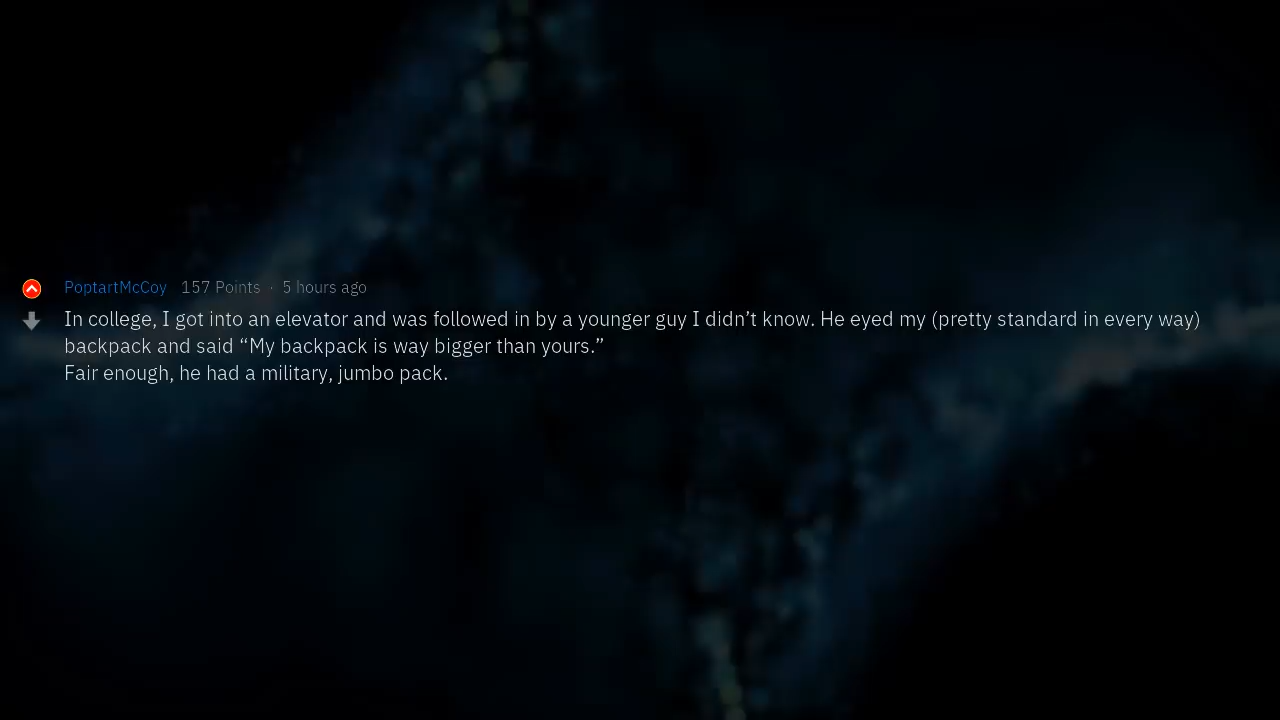 PoptartMcCoy 157 Points · 5 hours ago
In college, I got into an elevator and was followed in by a younger guy I didn’t know. He eyed my (pretty standard in every way)
backpack and said “My backpack is way bigger than yours.”
Fair enough, he had a military, jumbo pack.